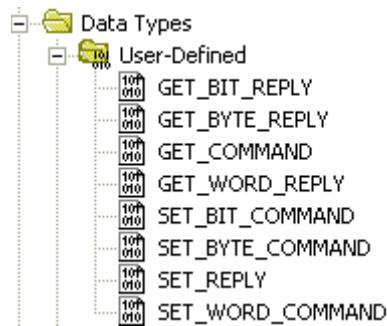 Data Types
User-Defined
GET_BIT_REPLY
GET_BYTE_REPLY
GET_COMMAND
GET_WORD_REPLY
SET_BIT_COMMAND
SET_BYTE_COMMAND
SET_REPLY
SET_WORD_COMMAND